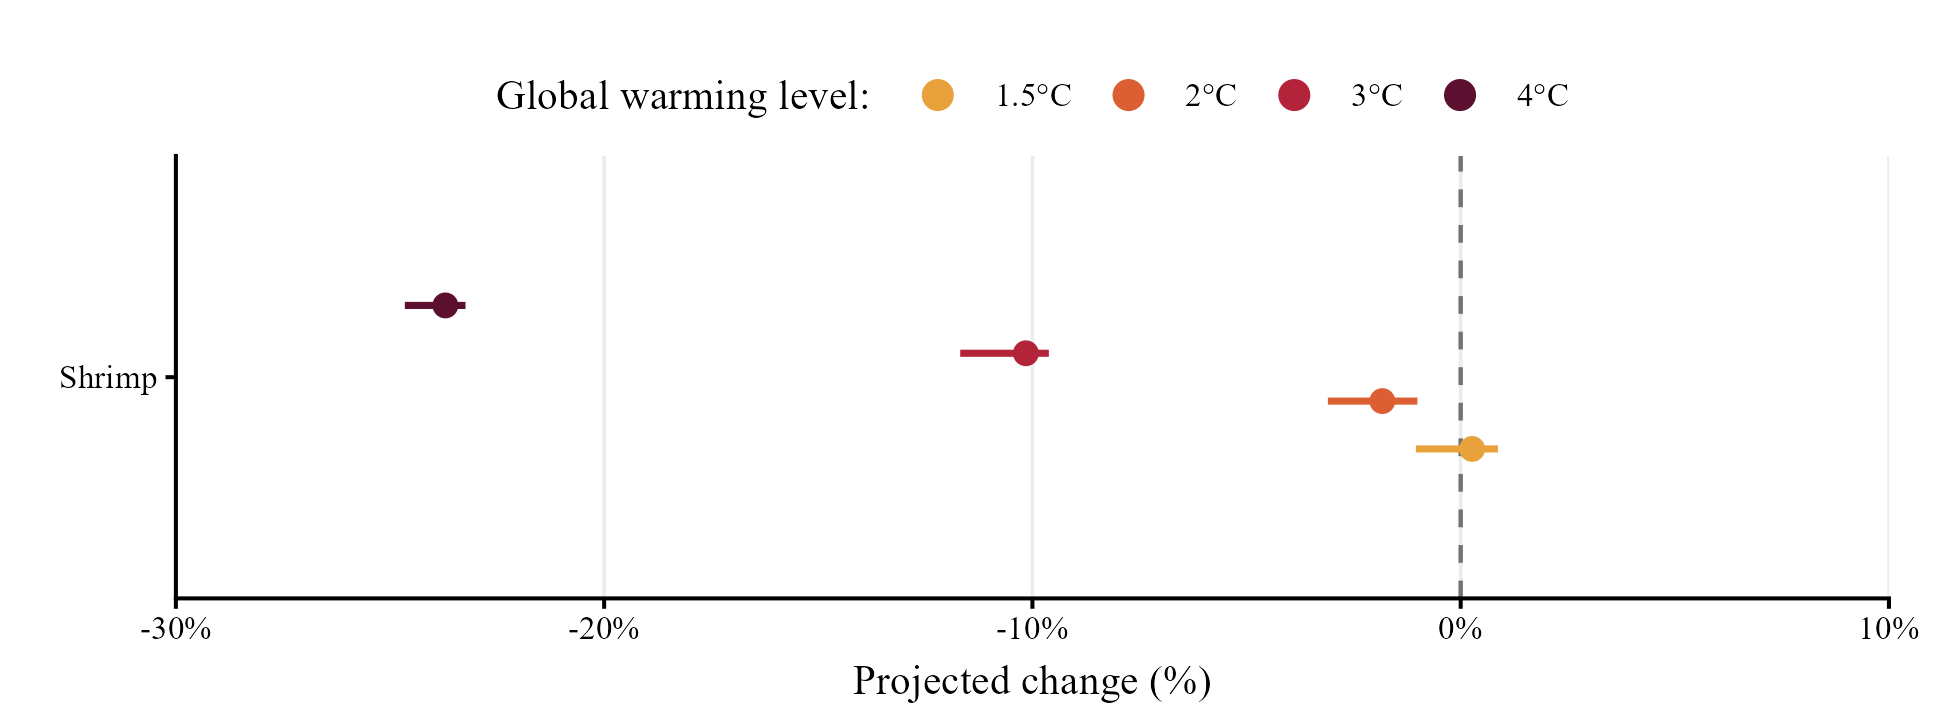 Global warming level: 1.5°C 2°C 3°C 4°C
Shrimp
-30% -20% -10% 0% 10%
Projected change (%)